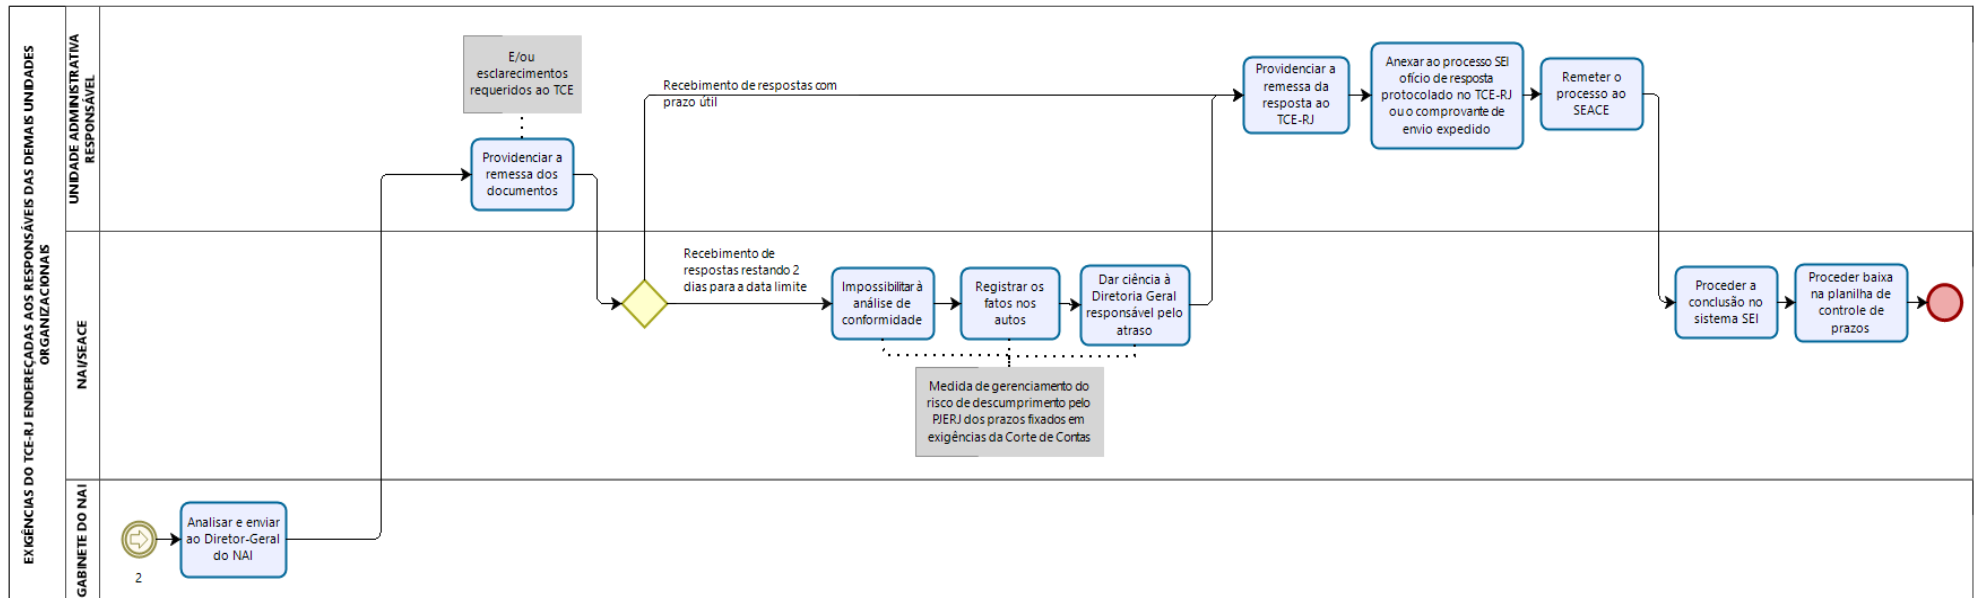 EXIGÊNCIAS DO TCE-RJ ENDEREÇADAS AOS RESPONSÁVEIS DAS DEMAIS UNIDADES
ORGANIZACIONAIS
UNIDADE ADMINISTRATIVA
RESPONSÁVEL
E/ou
esclarecimentos
requeridos ao TCE
Providenciar a
remessa dos
documentos
Recebimento de respostas com
prazo útil
Providenciar a
remessa da
resposta ao
TCE-RJ
Anexar ao processo SEI
ofício de resposta
protocolado no TCE-RJ
ou o comprovante de
envio expedido
Remeter o
processo ao
SEACE
NAI/SEACE
Recebimento de
respostas restando 2
dias para a data limite
Impossibilitar à
análise de
conformidade
Registrar os
fatos nos
autos
Dar ciência à
Diretoria Geral
responsável pelo
atraso
Medida de gerenciamento do
risco de descumprimento pelo
PJERJ dos prazos fixados em
exigências da Corte de Contas
Proceder a
conclusão no
sistema SEI
Proceder baixa
na planilha de
controle de
prazos
GABINETE DO NAI
2
Analisar e enviar
ao Diretor-Geral
do NAI